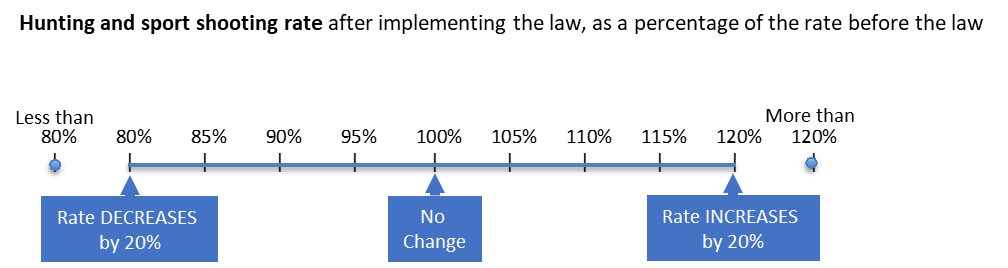 Hunting and sport shooting rate after implementing the law, as a percentage of the rate before the law
Less than
More than
80% 80% 85% 90% 95% 100% 105% 110% 115% 120% 120%
Rate DECREASES
by 20%
No
Change
Rate INCREASES
by 20%